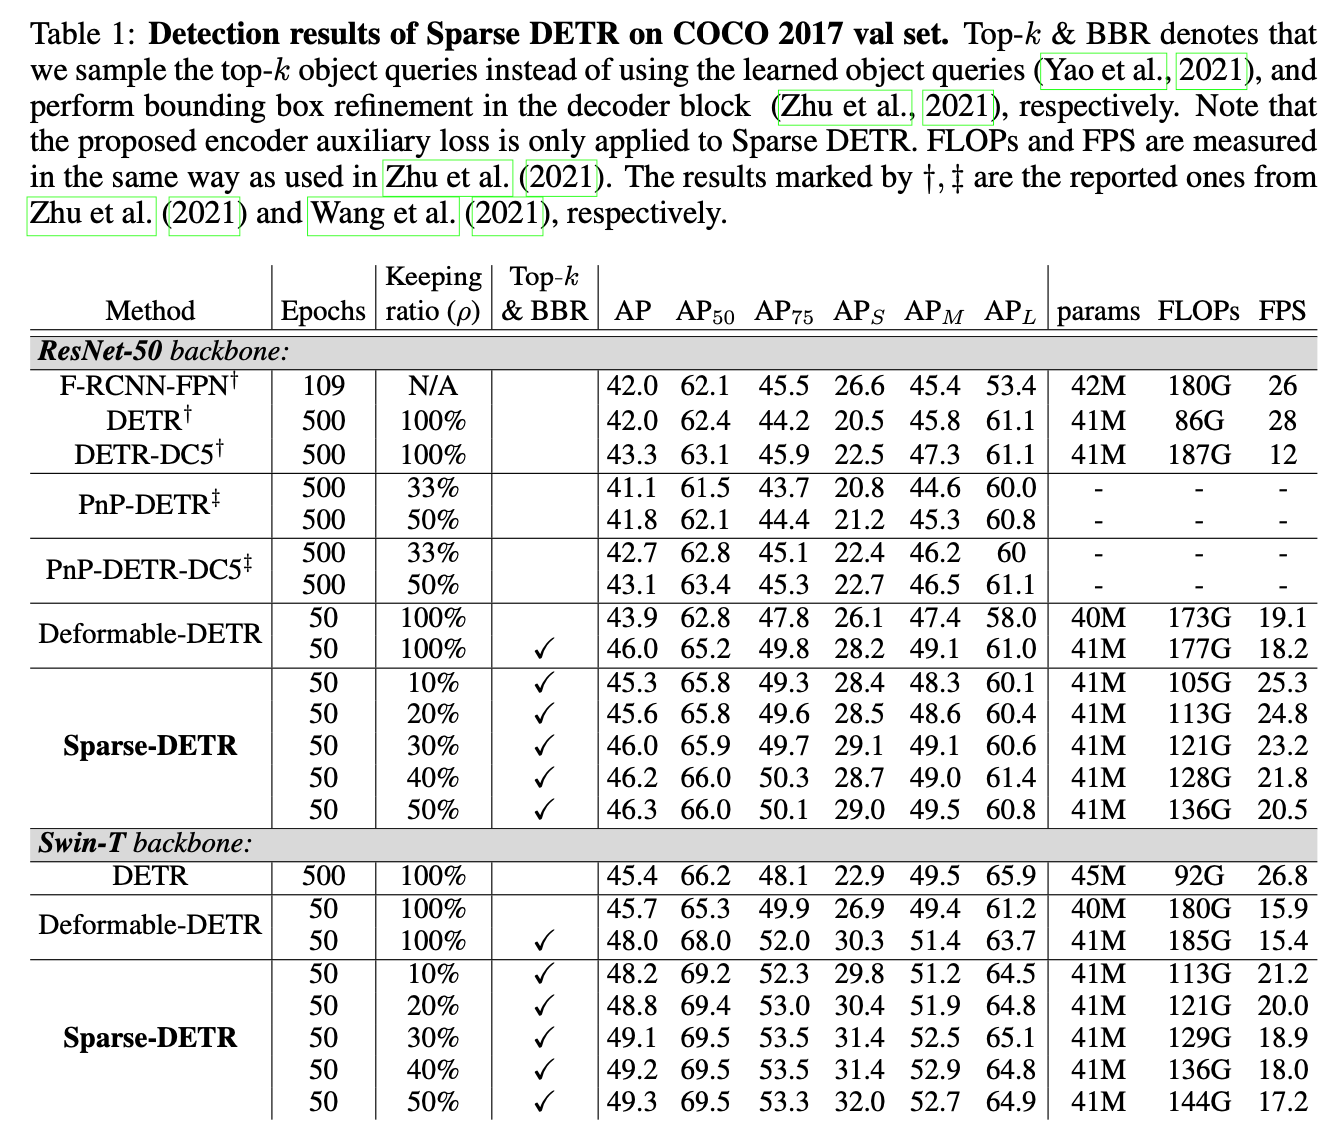 Table 1: Detection results of Sparse DETR on COCO 2017 val set. Top-k & BBR denotes that
we sample the top-k object queries instead of using the learned object queries (Yao et al., 2021), and
perform bounding box refinement in the decoder block (Zhu et al., 2021), respectively. Note that
the proposed encoder auxiliary loss is only applied to Sparse DETR. FLOPs and FPS are measured
in the same way as used in Zhu et al. (2021). The results marked by †, ‡ are the reported ones from
Zhu et al. (2021) and Wang et al. (2021), respectively.
Keeping Top-k
Method Epochs ratio (ρ) & BBR AP AP50 AP75 APS APM APL params FLOPs FPS
ResNet-50 backbone:
F-RCNN-FPN† 109 N/A 42.0 62.1 45.5 26.6 45.4 53.4 42M 180G 26
DETR† 500 100% 42.0 62.4 44.2 20.5 45.8 61.1 41M 86G 28
DETR-DC5† 500 100% 43.3 63.1 45.9 22.5 47.3 61.1 41M 187G 12
PnP-DETR‡ 500 33% 41.1 61.5 43.7 20.8 44.6 60.0 - - -
500 50% 41.8 62.1 44.4 21.2 45.3 60.8 - - -
PnP-DETR-DC5‡ 500 33% 42.7 62.8 45.1 22.4 46.2 60 - - -
500 50% 43.1 63.4 45.3 22.7 46.5 61.1 - - -
Deformable-DETR 50 100% 43.9 62.8 47.8 26.1 47.4 58.0 40M 173G 19.1
50 100% ✓ 46.0 65.2 49.8 28.2 49.1 61.0 41M 177G 18.2
50 10% ✓ 45.3 65.8 49.3 28.4 48.3 60.1 41M 105G 25.3
50 20% ✓ 45.6 65.8 49.6 28.5 48.6 60.4 41M 113G 24.8
Sparse-DETR 50 30% ✓ 46.0 65.9 49.7 29.1 49.1 60.6 41M 121G 23.2
50 40% ✓ 46.2 66.0 50.3 28.7 49.0 61.4 41M 128G 21.8
50 50% ✓ 46.3 66.0 50.1 29.0 49.5 60.8 41M 136G 20.5
Swin-T backbone:
DETR 500 100% 45.4 66.2 48.1 22.9 49.5 65.9 45M 92G 26.8
Deformable-DETR 50 100% 45.7 65.3 49.9 26.9 49.4 61.2 40M 180G 15.9
50 100% ✓ 48.0 68.0 52.0 30.3 51.4 63.7 41M 185G 15.4
50 10% ✓ 48.2 69.2 52.3 29.8 51.2 64.5 41M 113G 21.2
50 20% ✓ 48.8 69.4 53.0 30.4 51.9 64.8 41M 121G 20.0
Sparse-DETR 50 30% ✓ 49.1 69.5 53.5 31.4 52.5 65.1 41M 129G 18.9
50 40% ✓ 49.2 69.5 53.5 31.4 52.9 64.8 41M 136G 18.0
50 50% ✓ 49.3 69.5 53.3 32.0 52.7 64.9 41M 144G 17.2